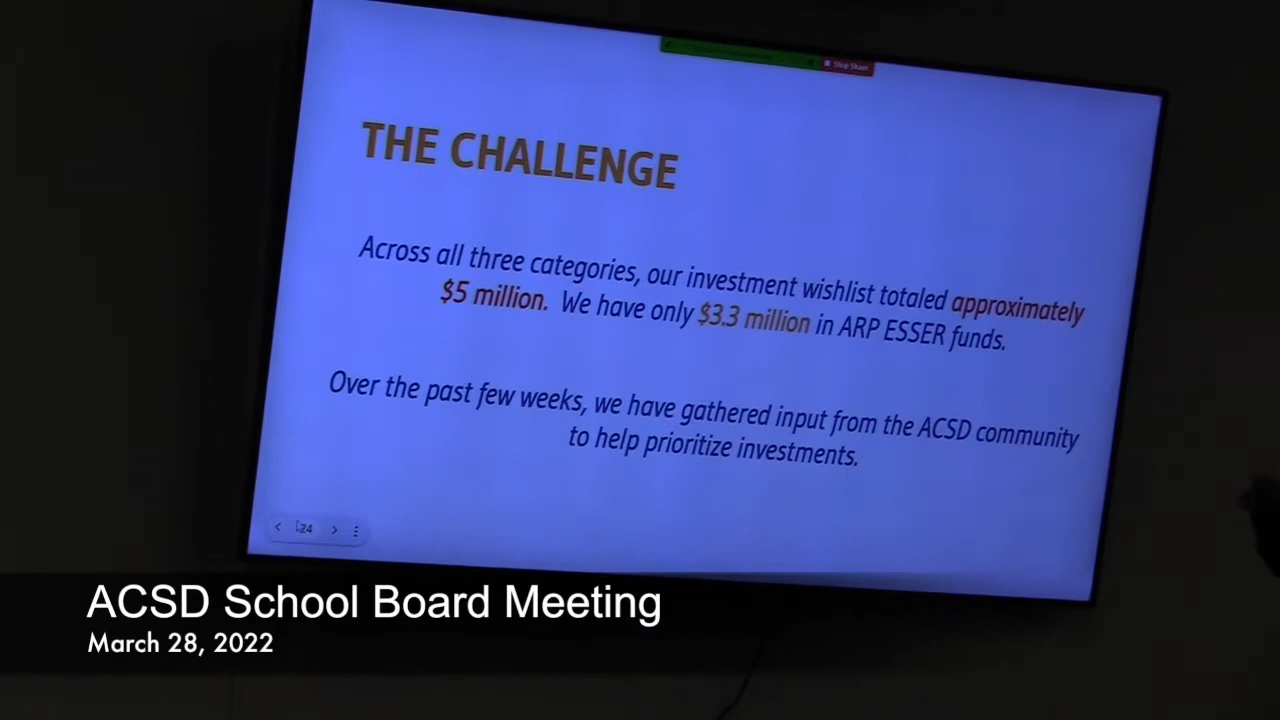 Stop Share
THE CHALLENGE
Across all three categories, our investment wishlist totaled approximately
$5 million. We have only $3.3 million in ARP ESSER funds.
Over the past few weeks, we have gathered input from the ACSD community
to help prioritize investments.
24
ACSD School Board Meeting
March 28, 2022